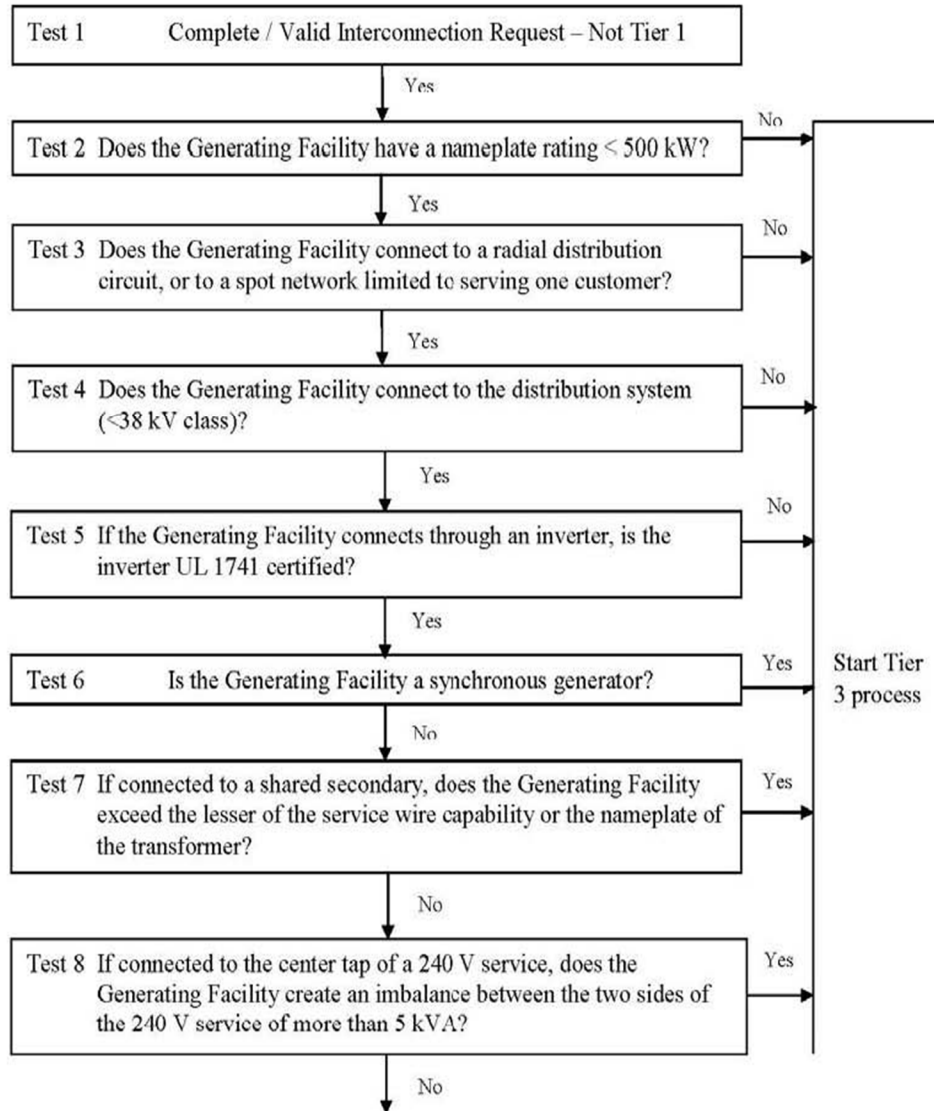 Test 1 Complete / Valid Interconnection Request – Not Tier 1
Yes
No
Test 2 Does the Generating Facility have a nameplate rating < 500 kW?
Yes
No
Test 3 Does the Generating Facility connect to a radial distribution
circuit, or to a spot network limited to serving one customer?
Yes
No
Test 4 Does the Generating Facility connect to the distribution system
(<38 kV class)?
Yes
No
Test 5 If the Generating Facility connects through an inverter, is the
inverter UL 1741 certified?
Yes
Yes
Test 6 Is the Generating Facility a synchronous generator?
Start Tier
3 process
No
Test 7 If connected to a shared secondary, does the Generating Facility
exceed the lesser of the service wire capability or the nameplate of
the transformer?
Yes
No
Test 8 If connected to the center tap of a 240 V service, does the
Generating Facility create an imbalance between the two sides of
the 240 V service of more than 5 kVA?
Yes
No